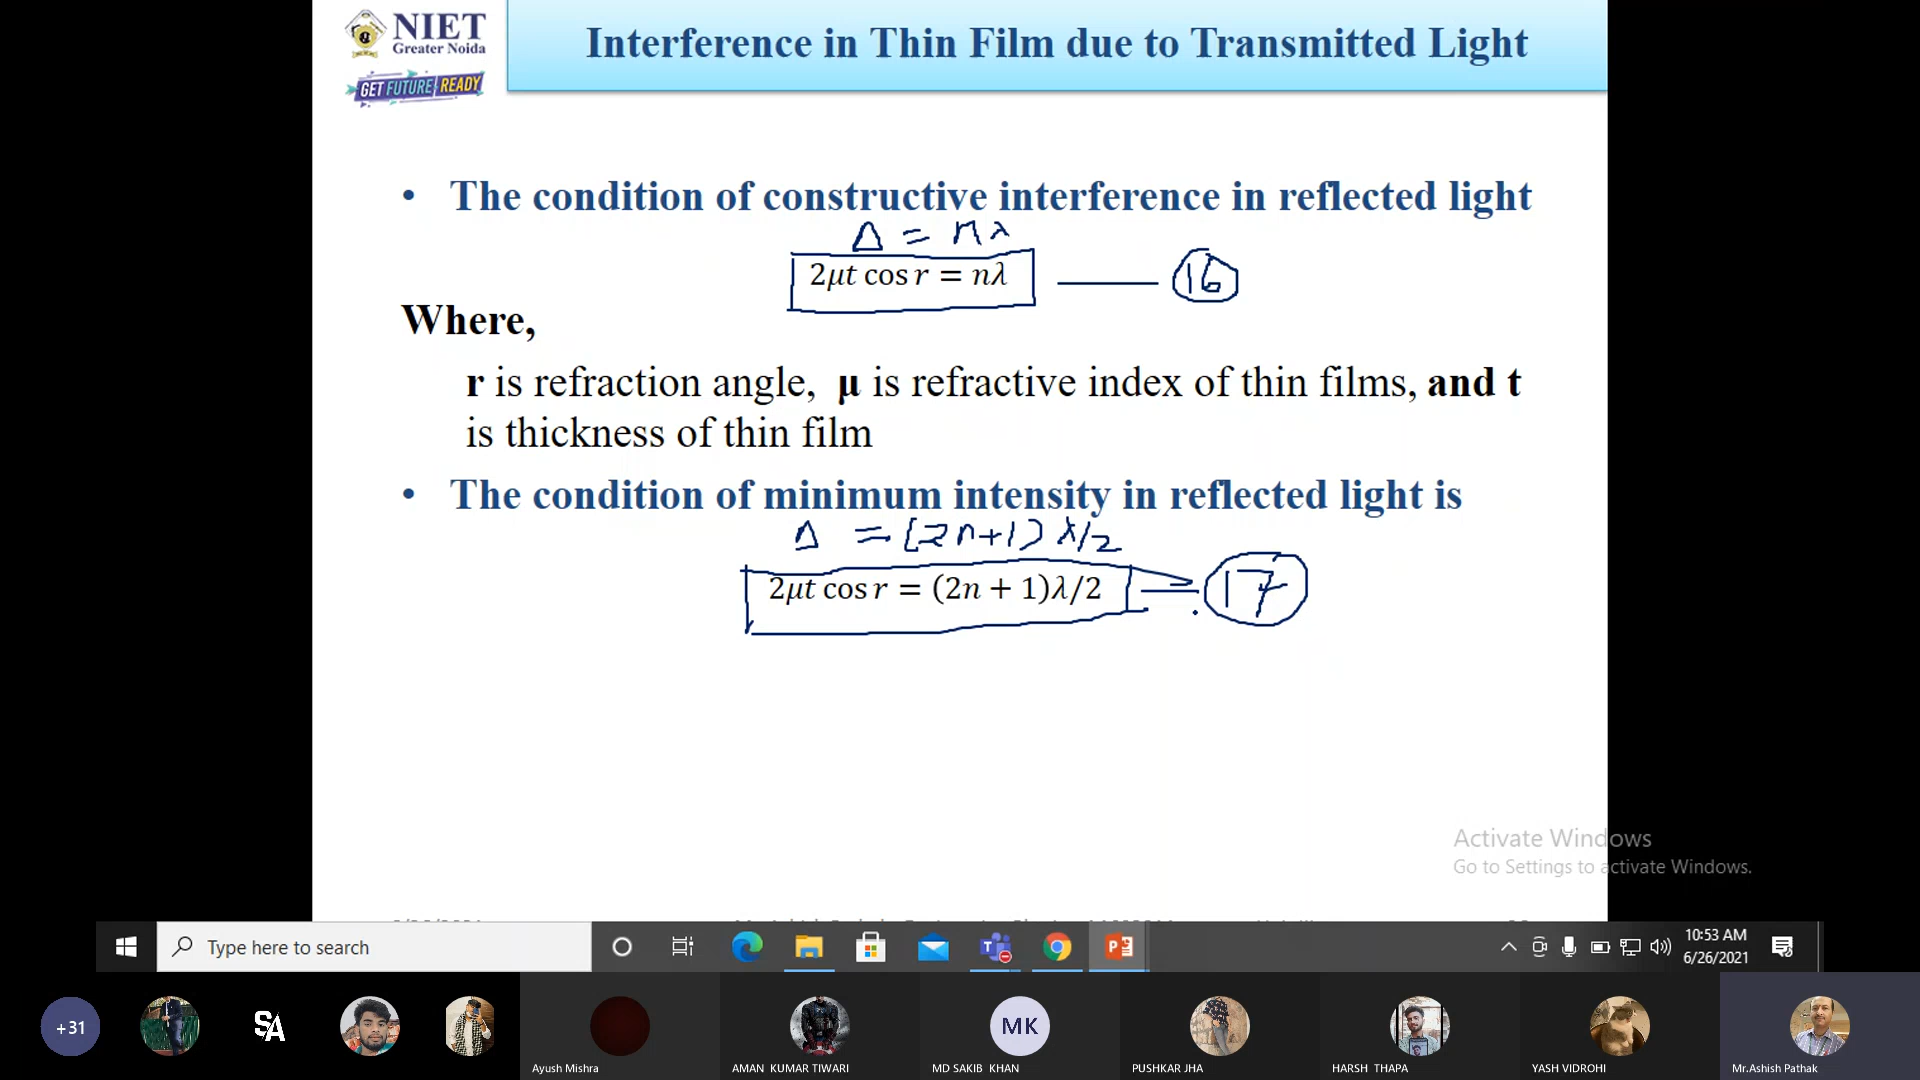 NIET
Greater Noida
GET FUTURE READY
Interference in Thin Film due to Transmitted Light
• The condition of constructive interference in reflected light
Δ = nλ
2μt cos r = nλ
16
Where,
r is refraction angle, μ is refractive index of thin films, and t
is thickness of thin film
• The condition of minimum intensity in reflected light is
Δ = (2n+1) λ/2
2μt cos r = (2n + 1)λ/2
17
Activate Windows
Go to Settings to activate Windows.
Type here to search
10:53 AM
6/26/2021
+31
SA
MK
Ayush Mishra
AMAN KUMAR TIWARI
MD SAKIB KHAN
PUSHKAR JHA
HARSH THAPA
YASH VIDROHI
Mr.Ashish Pathak